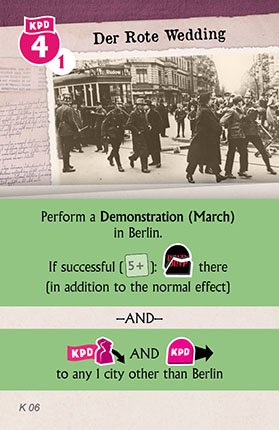 KPD
4
1
Der Rote Wedding
Perform a Demonstration (March)
in Berlin.
If successful ( 5+ ): there
(in addition to the normal effect)
–AND–
KPD AND KPD
to any 1 city other than Berlin
K 06